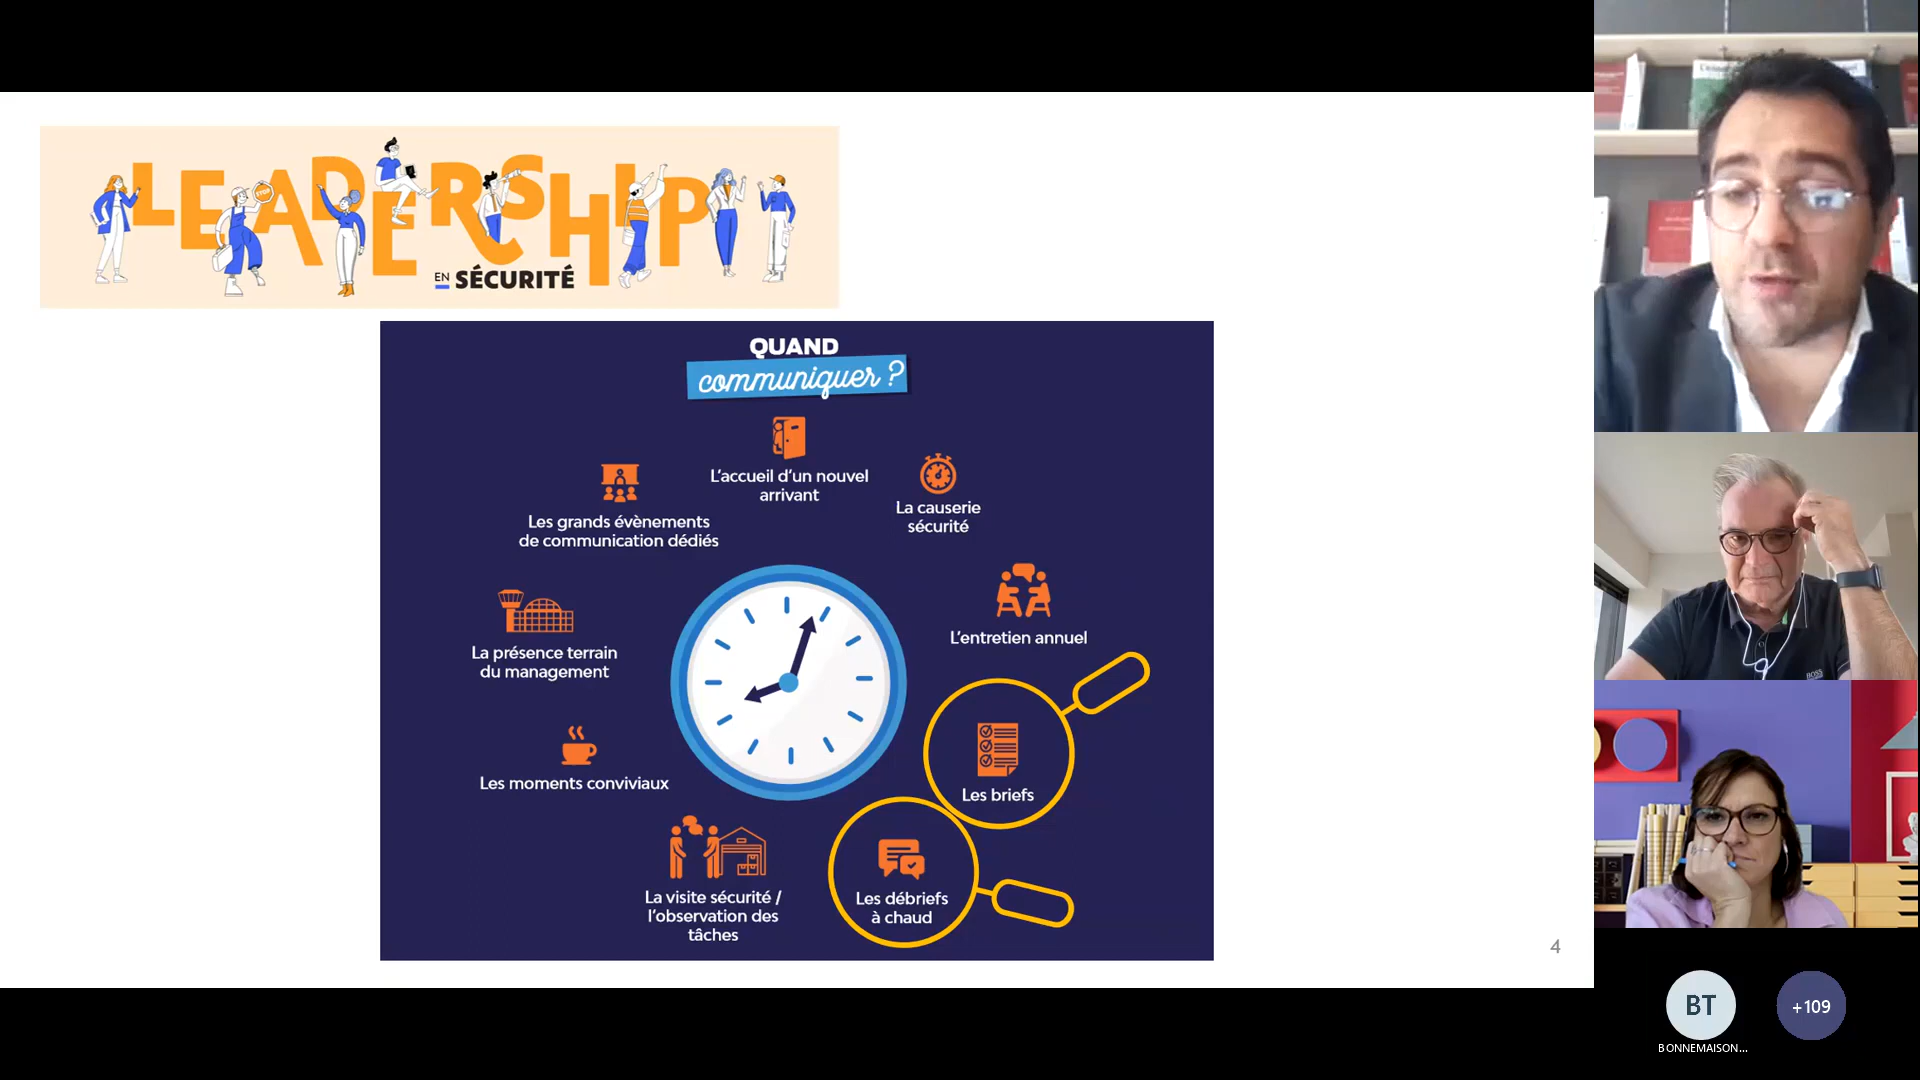 LEADERSHIP
STOP
EN SÉCURITÉ
QUAND
communiquer ?
L'accueil d'un nouvel
arrivant
La causerie
sécurité
Les grands évènements
de communication dédiés
L'entretien annuel
La présence terrain
du management
Les briefs
Les moments conviviaux
Les débriefs
à chaud
La visite sécurité /
l'observation des
tâches
4
BOSS
BT
+109
BONNEMAISON...